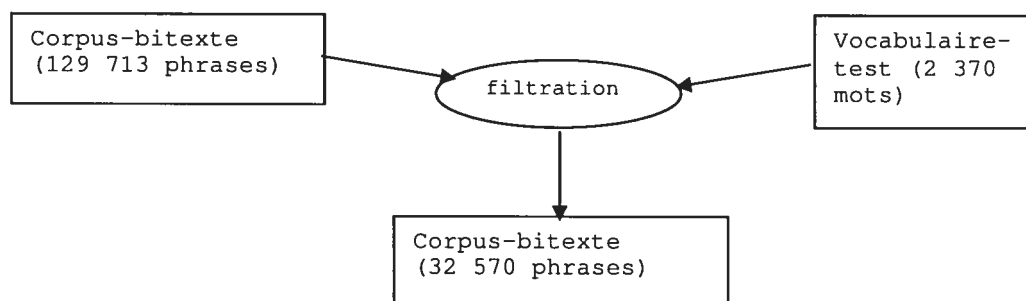 Corpus-bitexte
(129 713 phrases)
filtration
Vocabulaire-
test (2 370
mots)
Corpus-bitexte
(32 570 phrases)